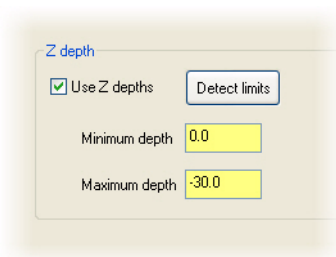 Z depth
Use Z depths Detect limits
Minimum depth 0.0
Maximum depth -30.0